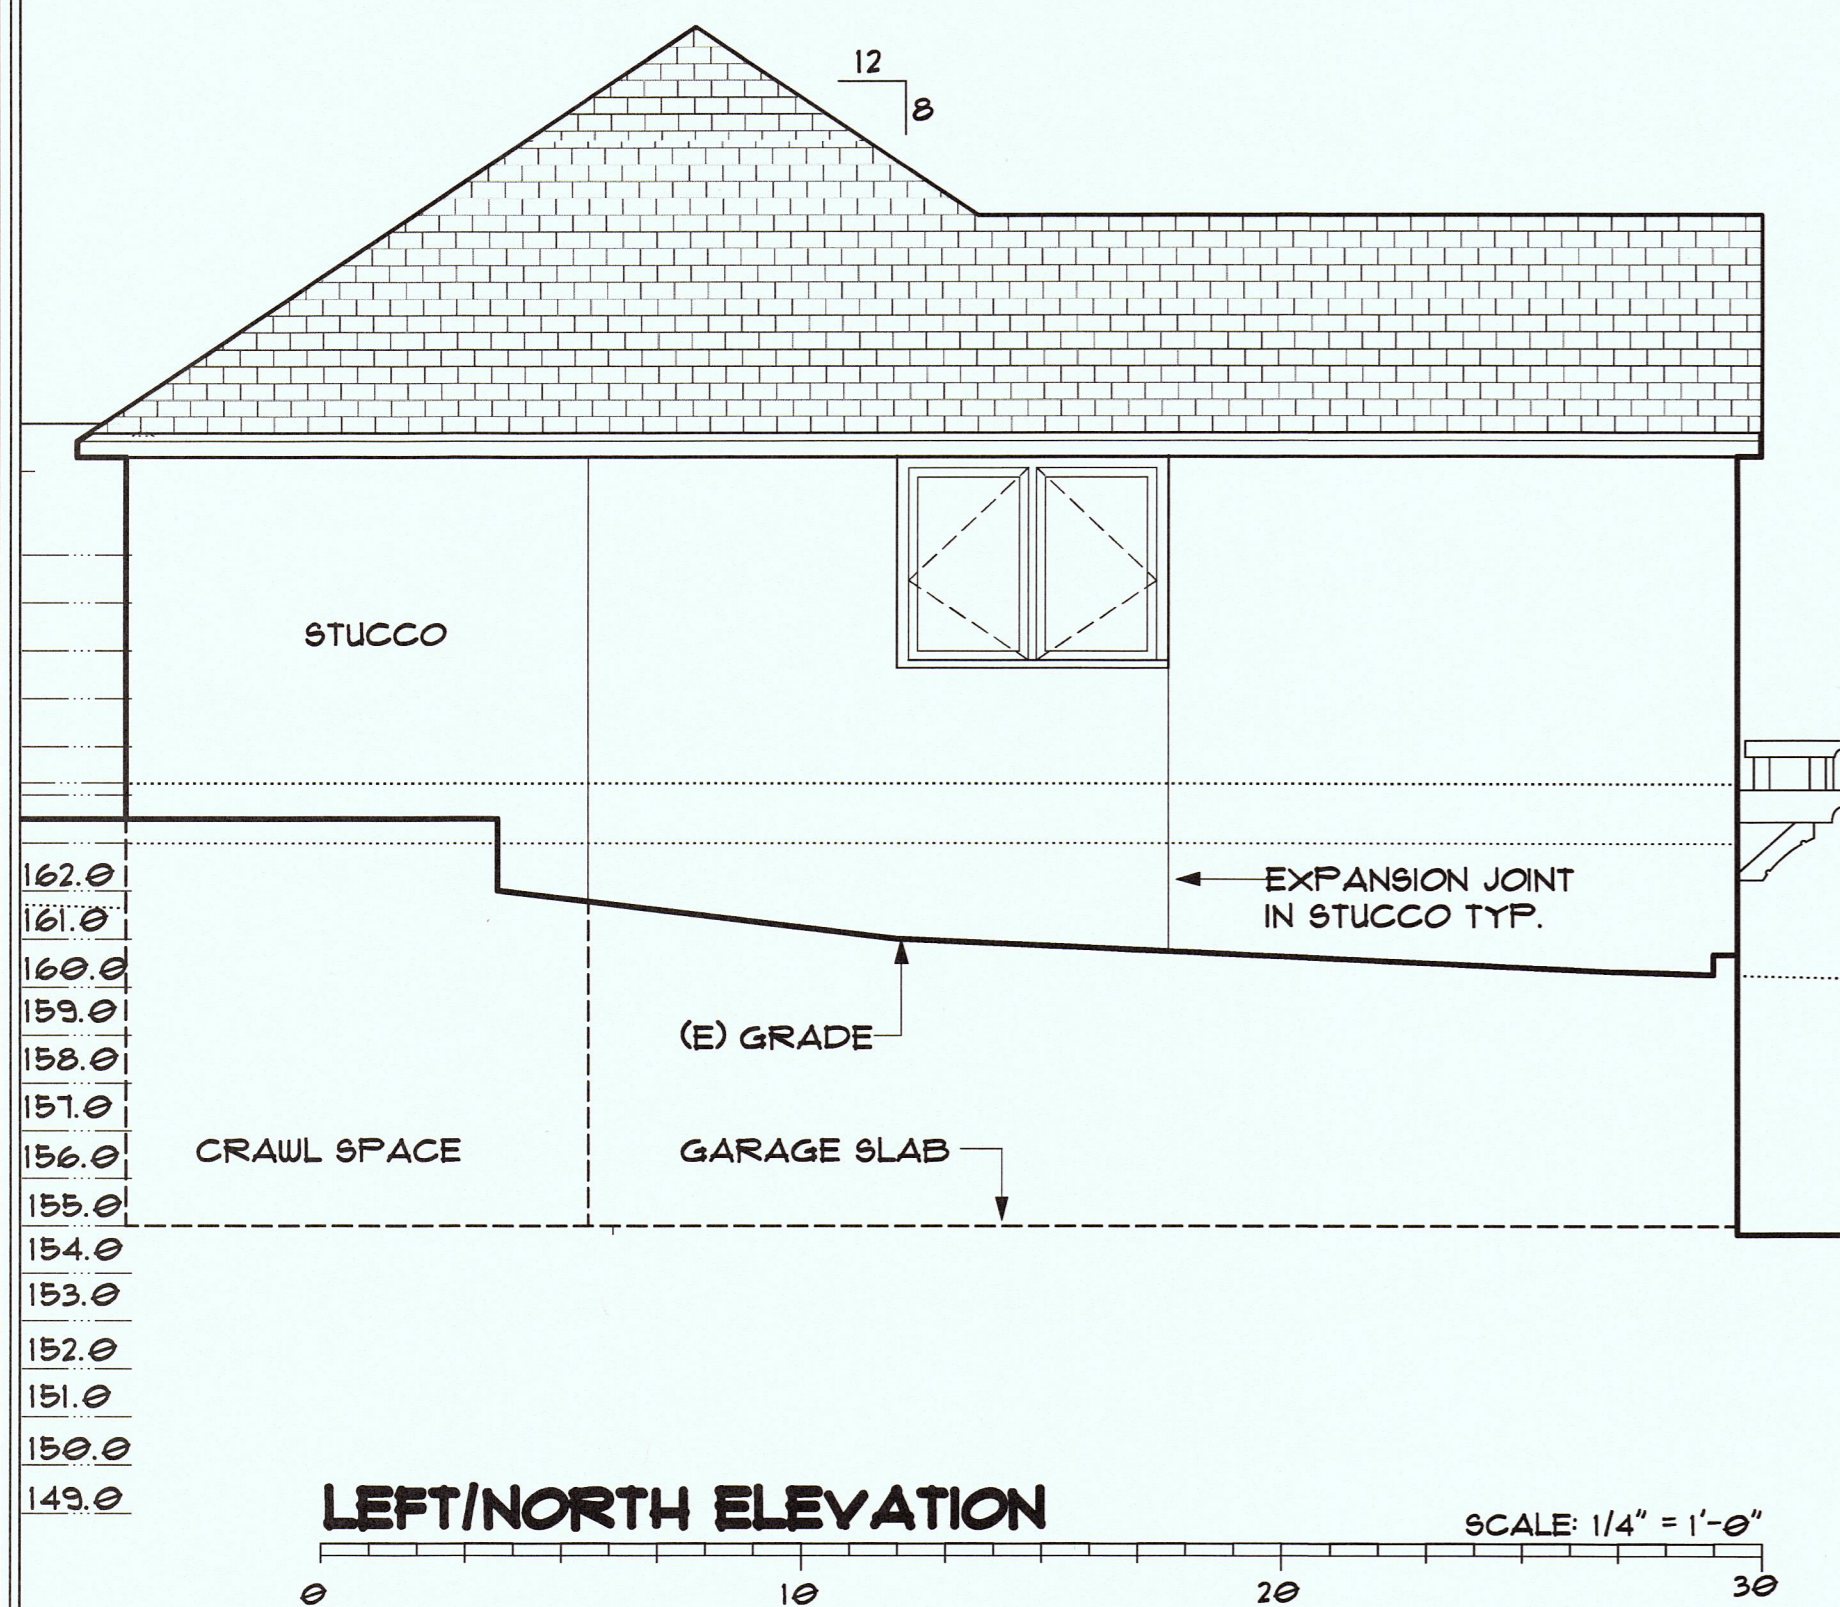 12
8
STUCCO
162.0
161.0
160.0
159.0
158.0
157.0
156.0
155.0
154.0
153.0
152.0
151.0
150.0
149.0
EXPANSION JOINT
IN STUCCO TYP.
(E) GRADE
CRAWL SPACE
GARAGE SLAB
LEFT/NORTH ELEVATION
SCALE: 1/4" = 1'-0"
0 10 20 30